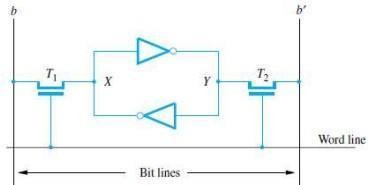 b b′
T₁ X Y T₂
Word line
Bit lines